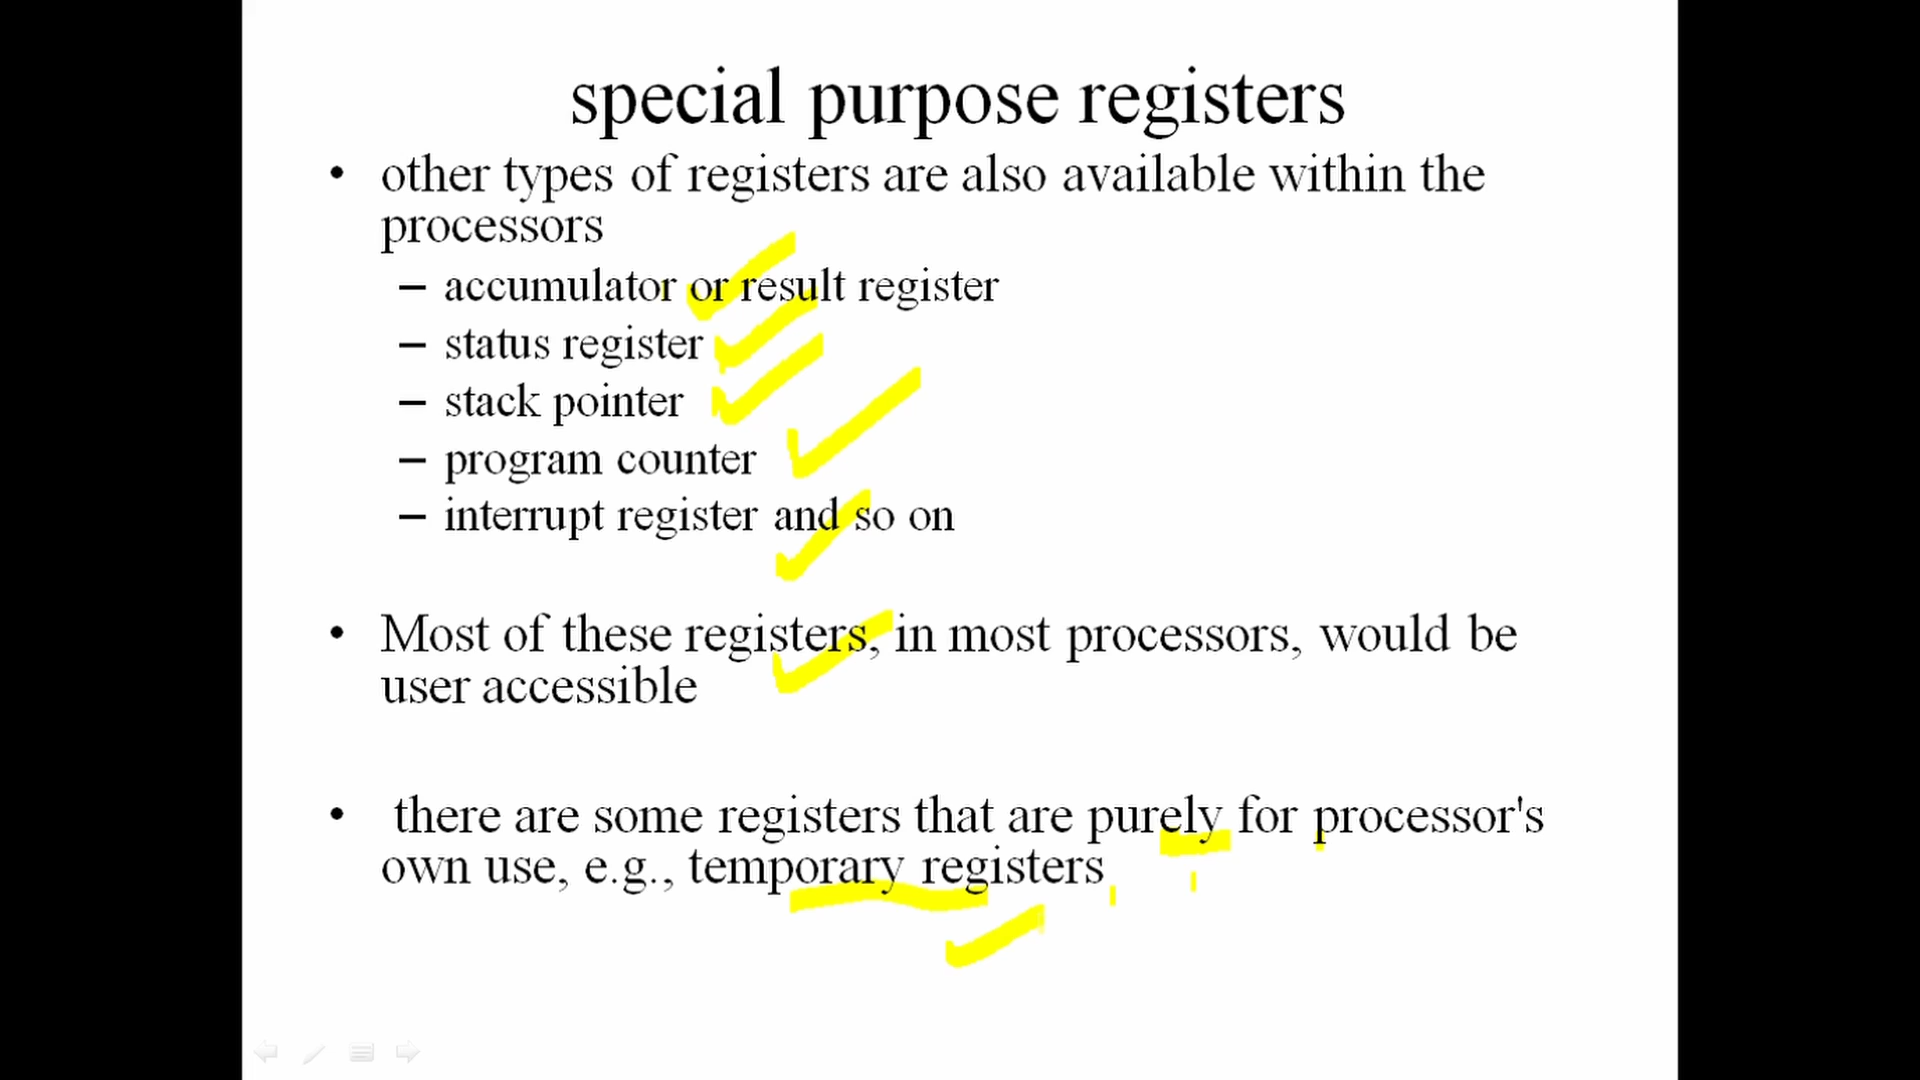 special purpose registers
• other types of registers are also available within the
processors
– accumulator or result register
– status register
– stack pointer
– program counter
– interrupt register and so on
• Most of these registers, in most processors, would be
user accessible
• there are some registers that are purely for processor's
own use, e.g., temporary registers